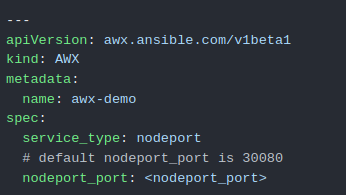 ---
apiVersion: awx.ansible.com/v1beta1
kind: AWX
metadata:
  name: awx-demo
spec:
  service_type: nodeport
  # default nodeport_port is 30080
  nodeport_port: <nodeport_port>